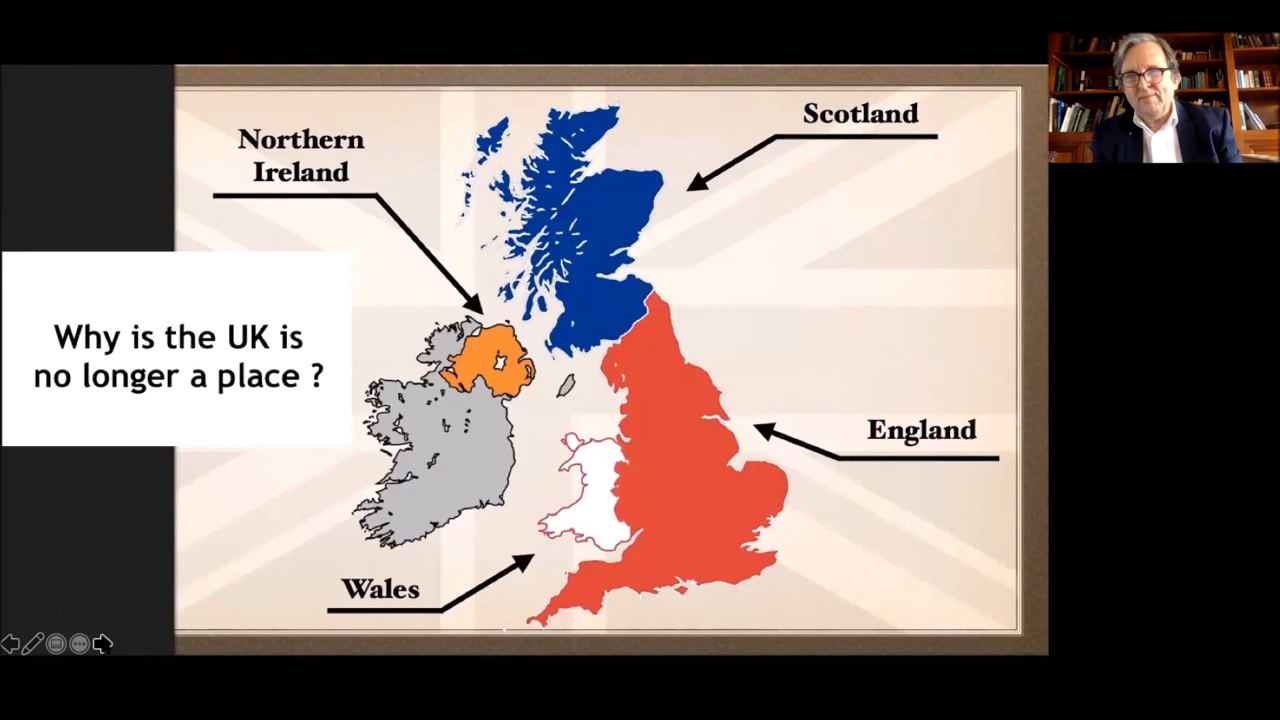 Northern
Ireland
Scotland
Why is the UK is
no longer a place ?
England
Wales